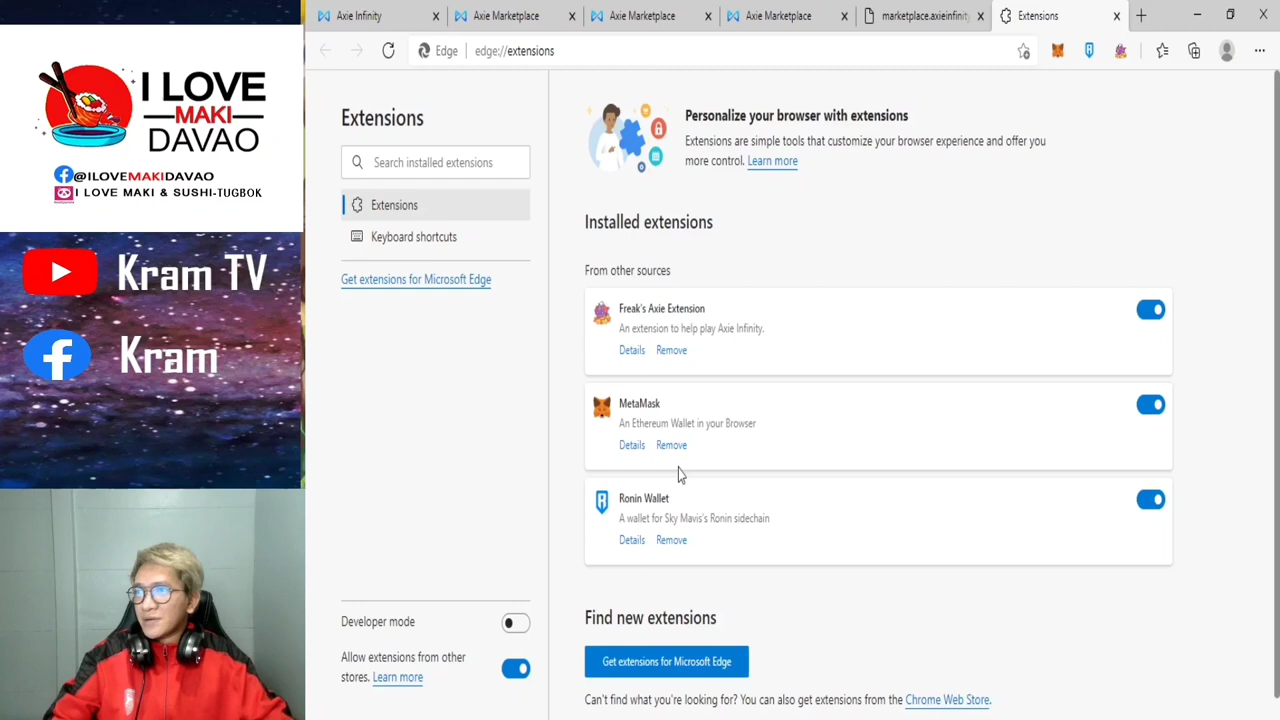 Axie Infinity
Axie Marketplace
Axie Marketplace
Axie Marketplace
marketplace.axieinfinity
Extensions
Edge
edge://extensions
I LOVE
MAKI
DAVAO
@ILOVEMAKIDAVAO
I LOVE MAKI & SUSHI-TUGBOK
Kram TV
Kram
Extensions
Search installed extensions
Extensions
Keyboard shortcuts
Get extensions for Microsoft Edge
Developer mode
Allow extensions from other
stores. Learn more
Personalize your browser with extensions
Extensions are simple tools that customize your browser experience and offer you
more control. Learn more
Installed extensions
From other sources
Freak's Axie Extension
An extension to help play Axie Infinity.
Details Remove
MetaMask
An Ethereum Wallet in your Browser
Details Remove
Ronin Wallet
A wallet for Sky Mavis's Ronin sidechain
Details Remove
Find new extensions
Get extensions for Microsoft Edge
Can't find what you're looking for? You can also get extensions from the Chrome Web Store.